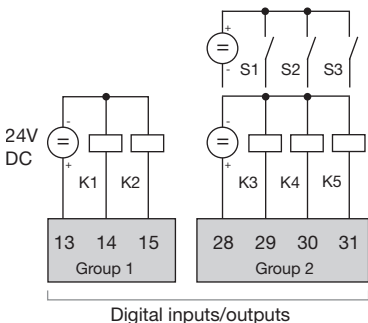 +
=
-
S1 S2 S3
24V
DC
- -
= =
+ +
K1 K2 K3 K4 K5
13 14 15 28 29 30 31
Group 1 Group 2
Digital inputs/outputs